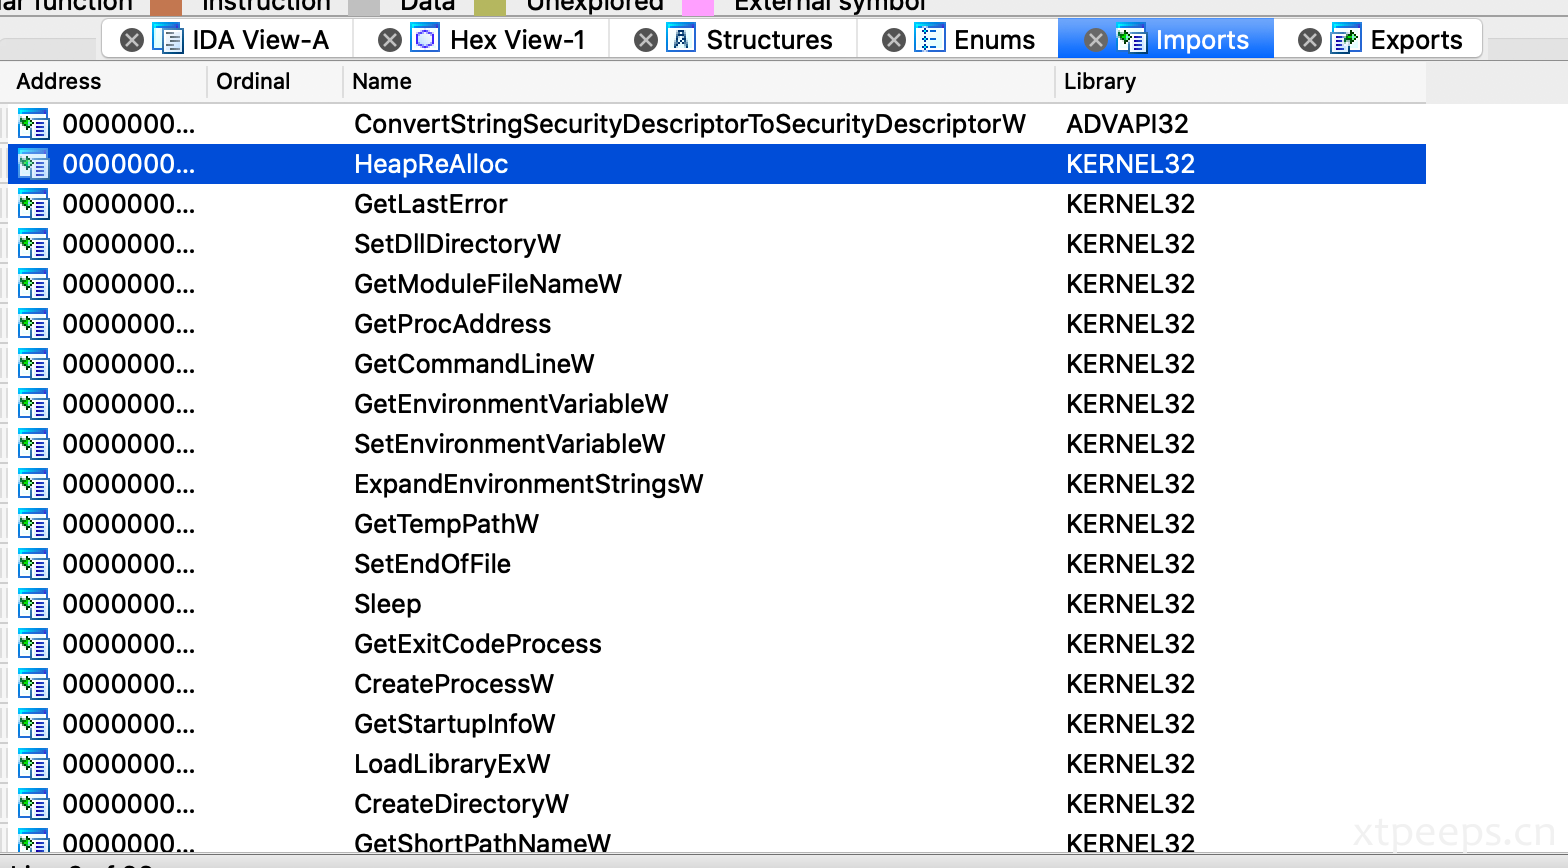 function Instruction Data Unexplored External symbol
IDA View-A Hex View-1 Structures Enums Imports Exports
Address Ordinal Name Library
0000000... ConvertStringSecurityDescriptorToSecurityDescriptorW ADVAPI32
0000000... HeapReAlloc KERNEL32
0000000... GetLastError KERNEL32
0000000... SetDllDirectoryW KERNEL32
0000000... GetModuleFileNameW KERNEL32
0000000... GetProcAddress KERNEL32
0000000... GetCommandLineW KERNEL32
0000000... GetEnvironmentVariableW KERNEL32
0000000... SetEnvironmentVariableW KERNEL32
0000000... ExpandEnvironmentStringsW KERNEL32
0000000... GetTempPathW KERNEL32
0000000... SetEndOfFile KERNEL32
0000000... Sleep KERNEL32
0000000... GetExitCodeProcess KERNEL32
0000000... CreateProcessW KERNEL32
0000000... GetStartupInfoW KERNEL32
0000000... LoadLibraryExW KERNEL32
0000000... CreateDirectoryW KERNEL32
0000000... GetShortPathNameW KERNEL32
xtpeeps.cn